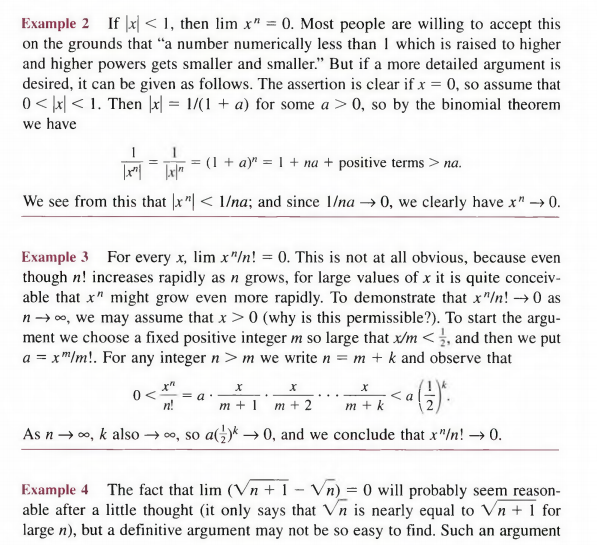 Example 2 If |x| < 1, then lim xⁿ = 0. Most people are willing to accept this
on the grounds that “a number numerically less than 1 which is raised to higher
and higher powers gets smaller and smaller.” But if a more detailed argument is
desired, it can be given as follows. The assertion is clear if x = 0, so assume that
0 < |x| < 1. Then |x| = 1/(1 + a) for some a > 0, so by the binomial theorem
we have
1/|xⁿ| = 1/|x|ⁿ = (1 + a)ⁿ = 1 + na + positive terms > na.
We see from this that |xⁿ| < 1/na; and since 1/na → 0, we clearly have xⁿ → 0.
Example 3 For every x, lim xⁿ/n! = 0. This is not at all obvious, because even
though n! increases rapidly as n grows, for large values of x it is quite conceiv-
able that xⁿ might grow even more rapidly. To demonstrate that xⁿ/n! → 0 as
n → ∞, we may assume that x > 0 (why is this permissible?). To start the argu-
ment we choose a fixed positive integer m so large that x/m < ½, and then we put
a = xᵐ/m!. For any integer n > m we write n = m + k and observe that
0 < xⁿ/n! = a · x/(m + 1) · x/(m + 2) · · · x/(m + k) < a(1/2)ᵏ.
As n → ∞, k also → ∞, so a(½)ᵏ → 0, and we conclude that xⁿ/n! → 0.
Example 4 The fact that lim (√n + 1 − √n) = 0 will probably seem reason-
able after a little thought (it only says that √n is nearly equal to √n + 1 for
large n), but a definitive argument may not be so easy to find. Such an argument